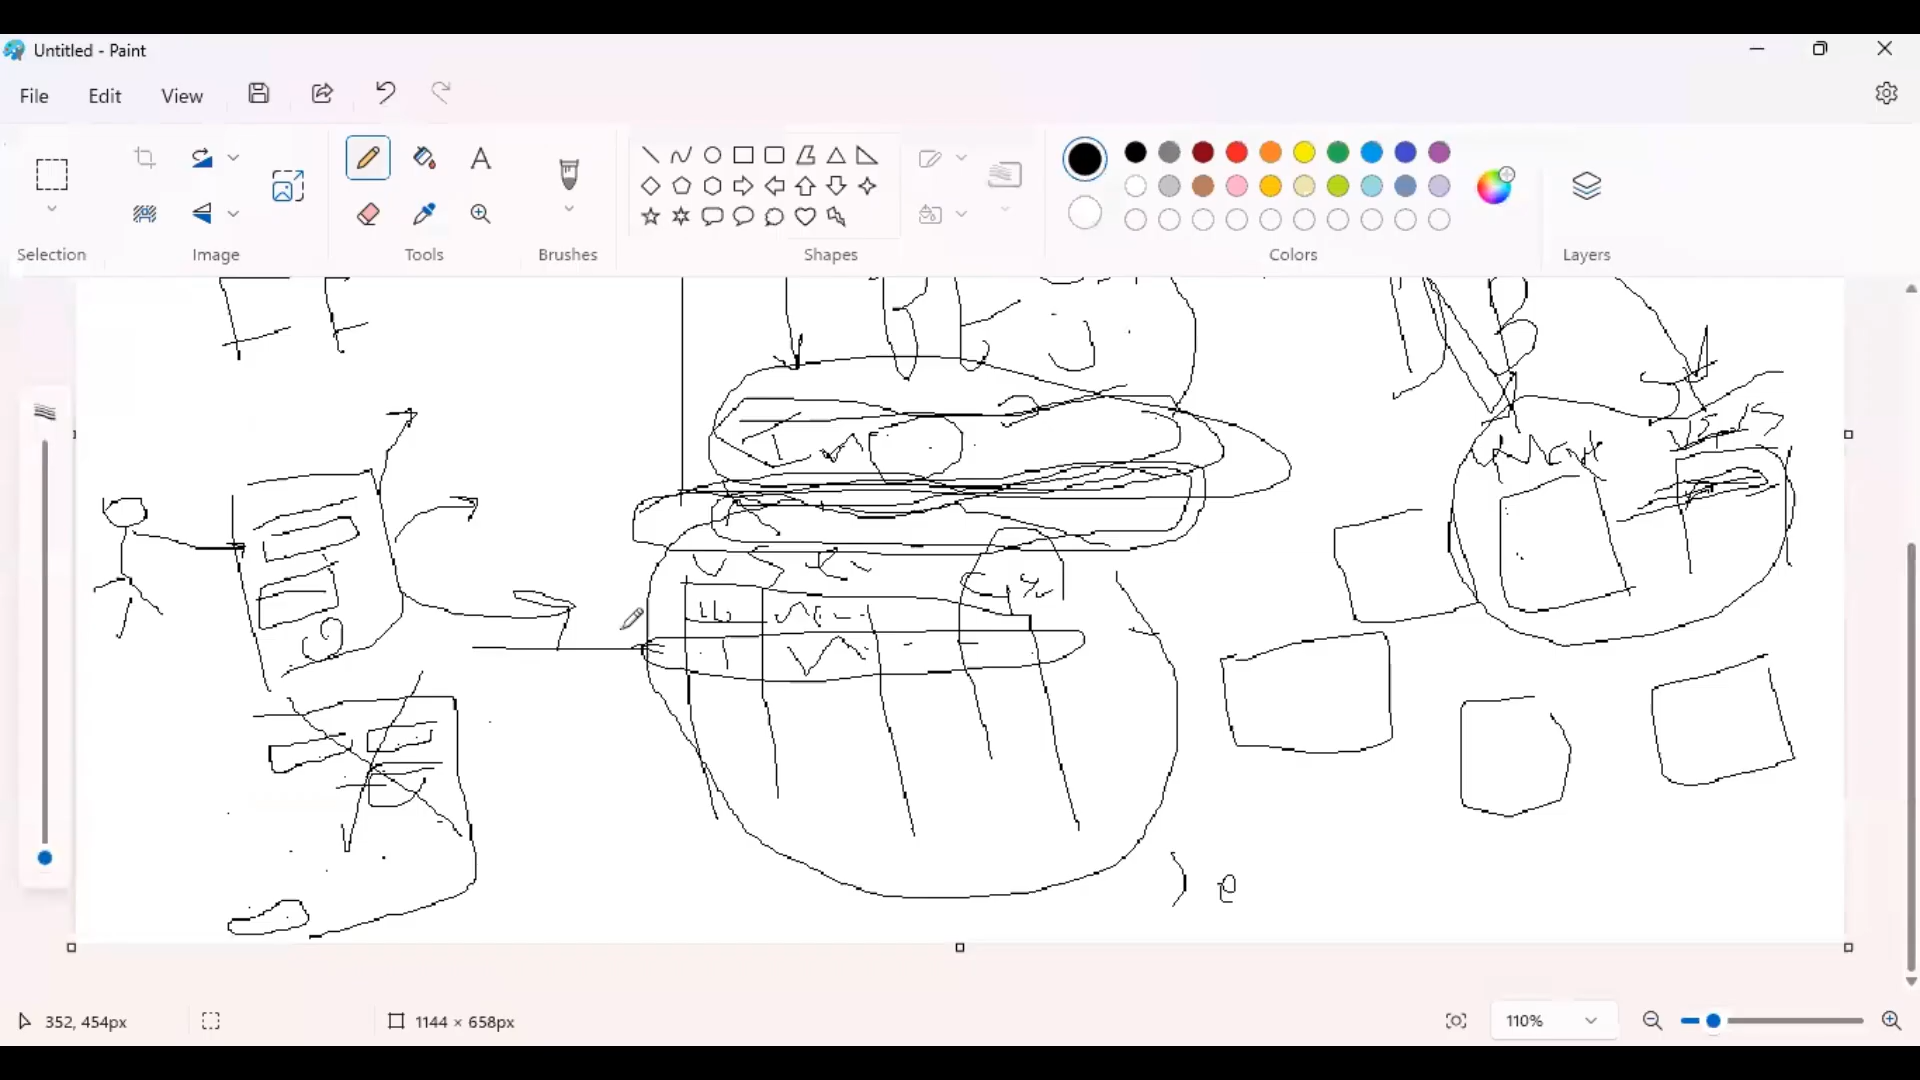 Untitled - Paint
File Edit View
Selection Image Tools Brushes Shapes Colors Layers
352, 454px 1144 × 658px 110%